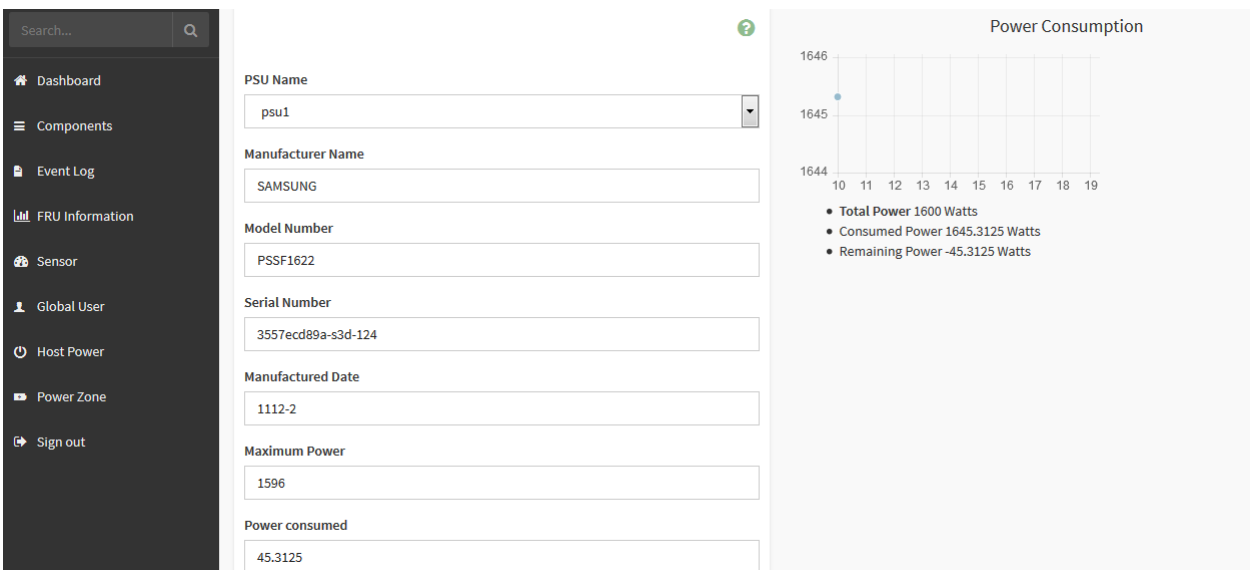 Search...
Dashboard
Components
Event Log
FRU Information
Sensor
Global User
Host Power
Power Zone
Sign out
PSU Name
psu1
Manufacturer Name
SAMSUNG
Model Number
PSSF1622
Serial Number
3557ecd89a-s3d-124
Manufactured Date
1112-2
Maximum Power
1596
Power consumed
45.3125
Power Consumption
1646
1645
1644
10 11 12 13 14 15 16 17 18 19
Total Power 1600 Watts
Consumed Power 1645.3125 Watts
Remaining Power -45.3125 Watts